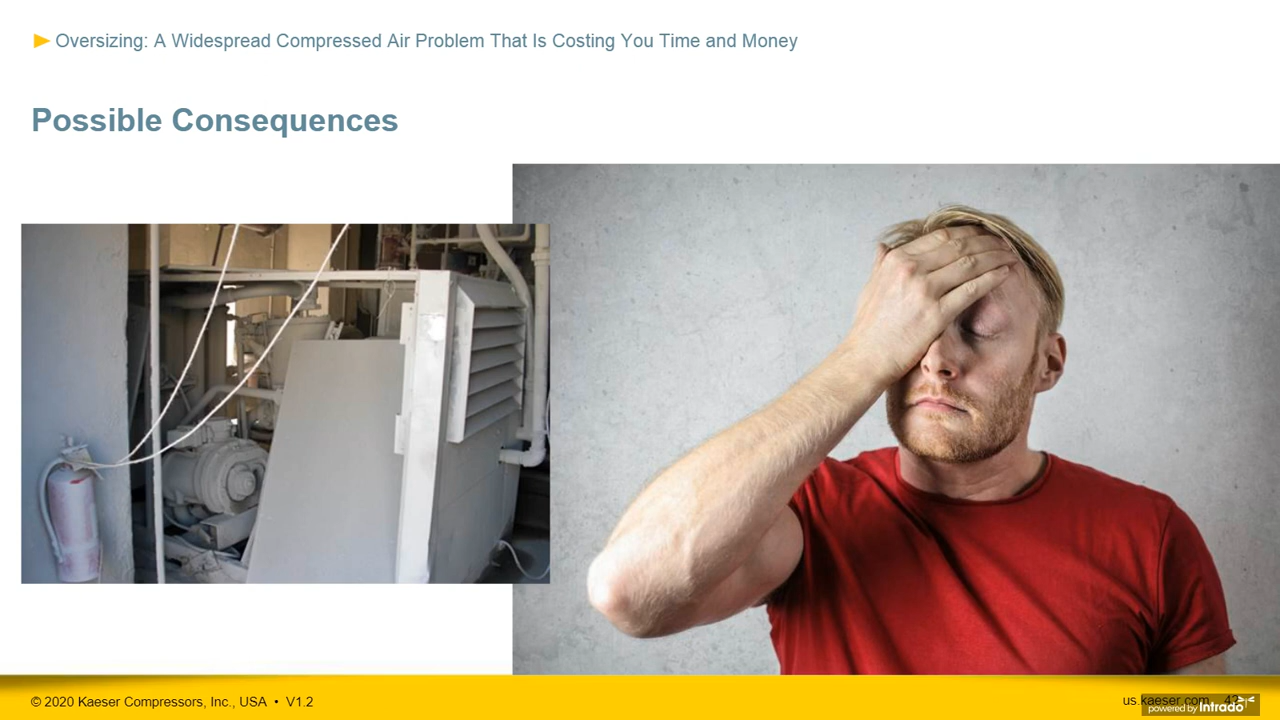 Oversizing: A Widespread Compressed Air Problem That Is Costing You Time and Money
Possible Consequences
© 2020 Kaeser Compressors, Inc., USA • V1.2
us.kaeser.com
powered by Intrado